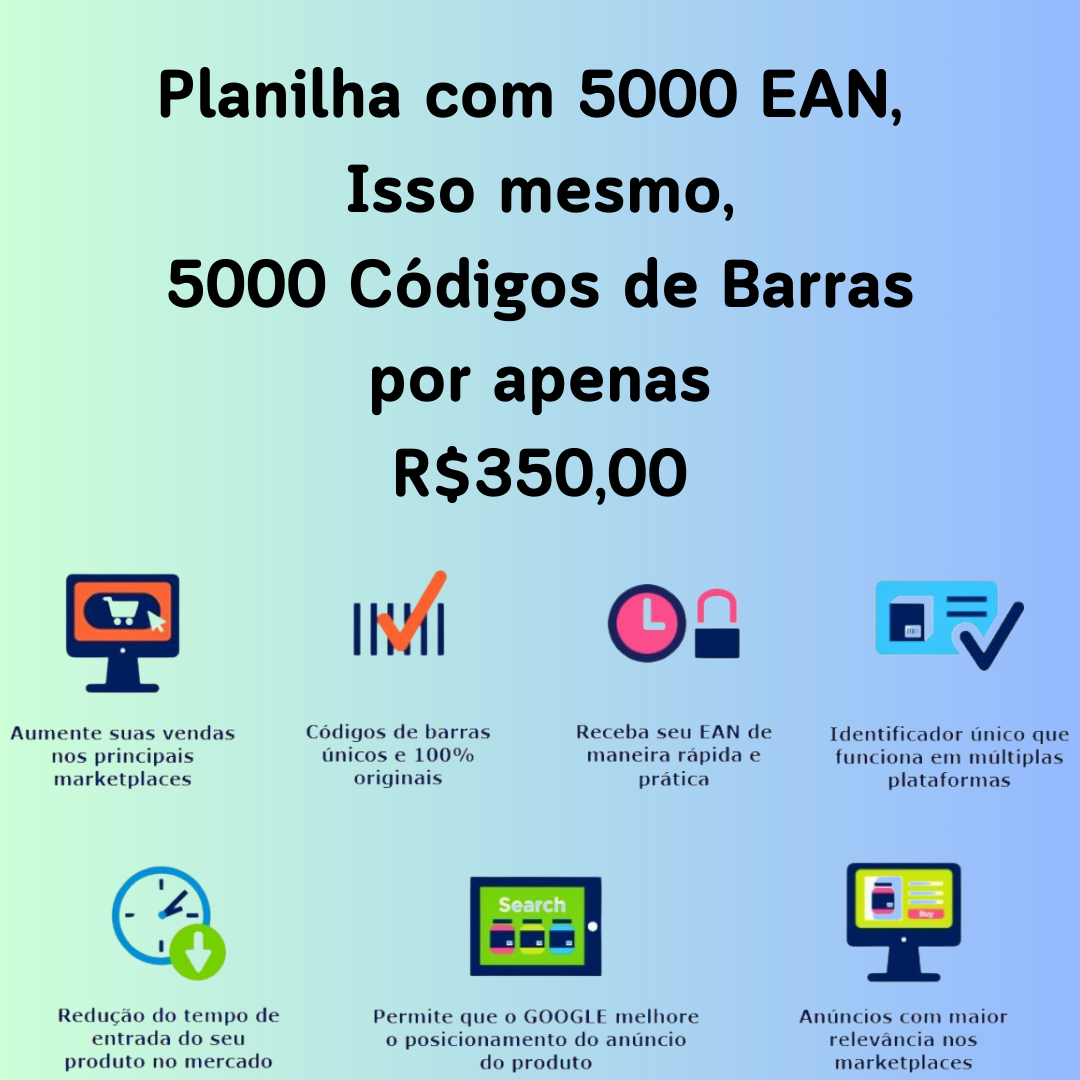 Planilha com 5000 EAN,
Isso mesmo,
5000 Códigos de Barras
por apenas
R$350,00
Aumente suas vendas
nos principais
marketplaces
Códigos de barras
únicos e 100%
originais
Receba seu EAN de
maneira rápida e
prática
Identificador único que
funciona em múltiplas
plataformas
Search
Buy
Redução do tempo de
entrada do seu
produto no mercado
Permite que o GOOGLE melhore
o posicionamento do anúncio
do produto
Anúncios com maior
relevância nos
marketplaces